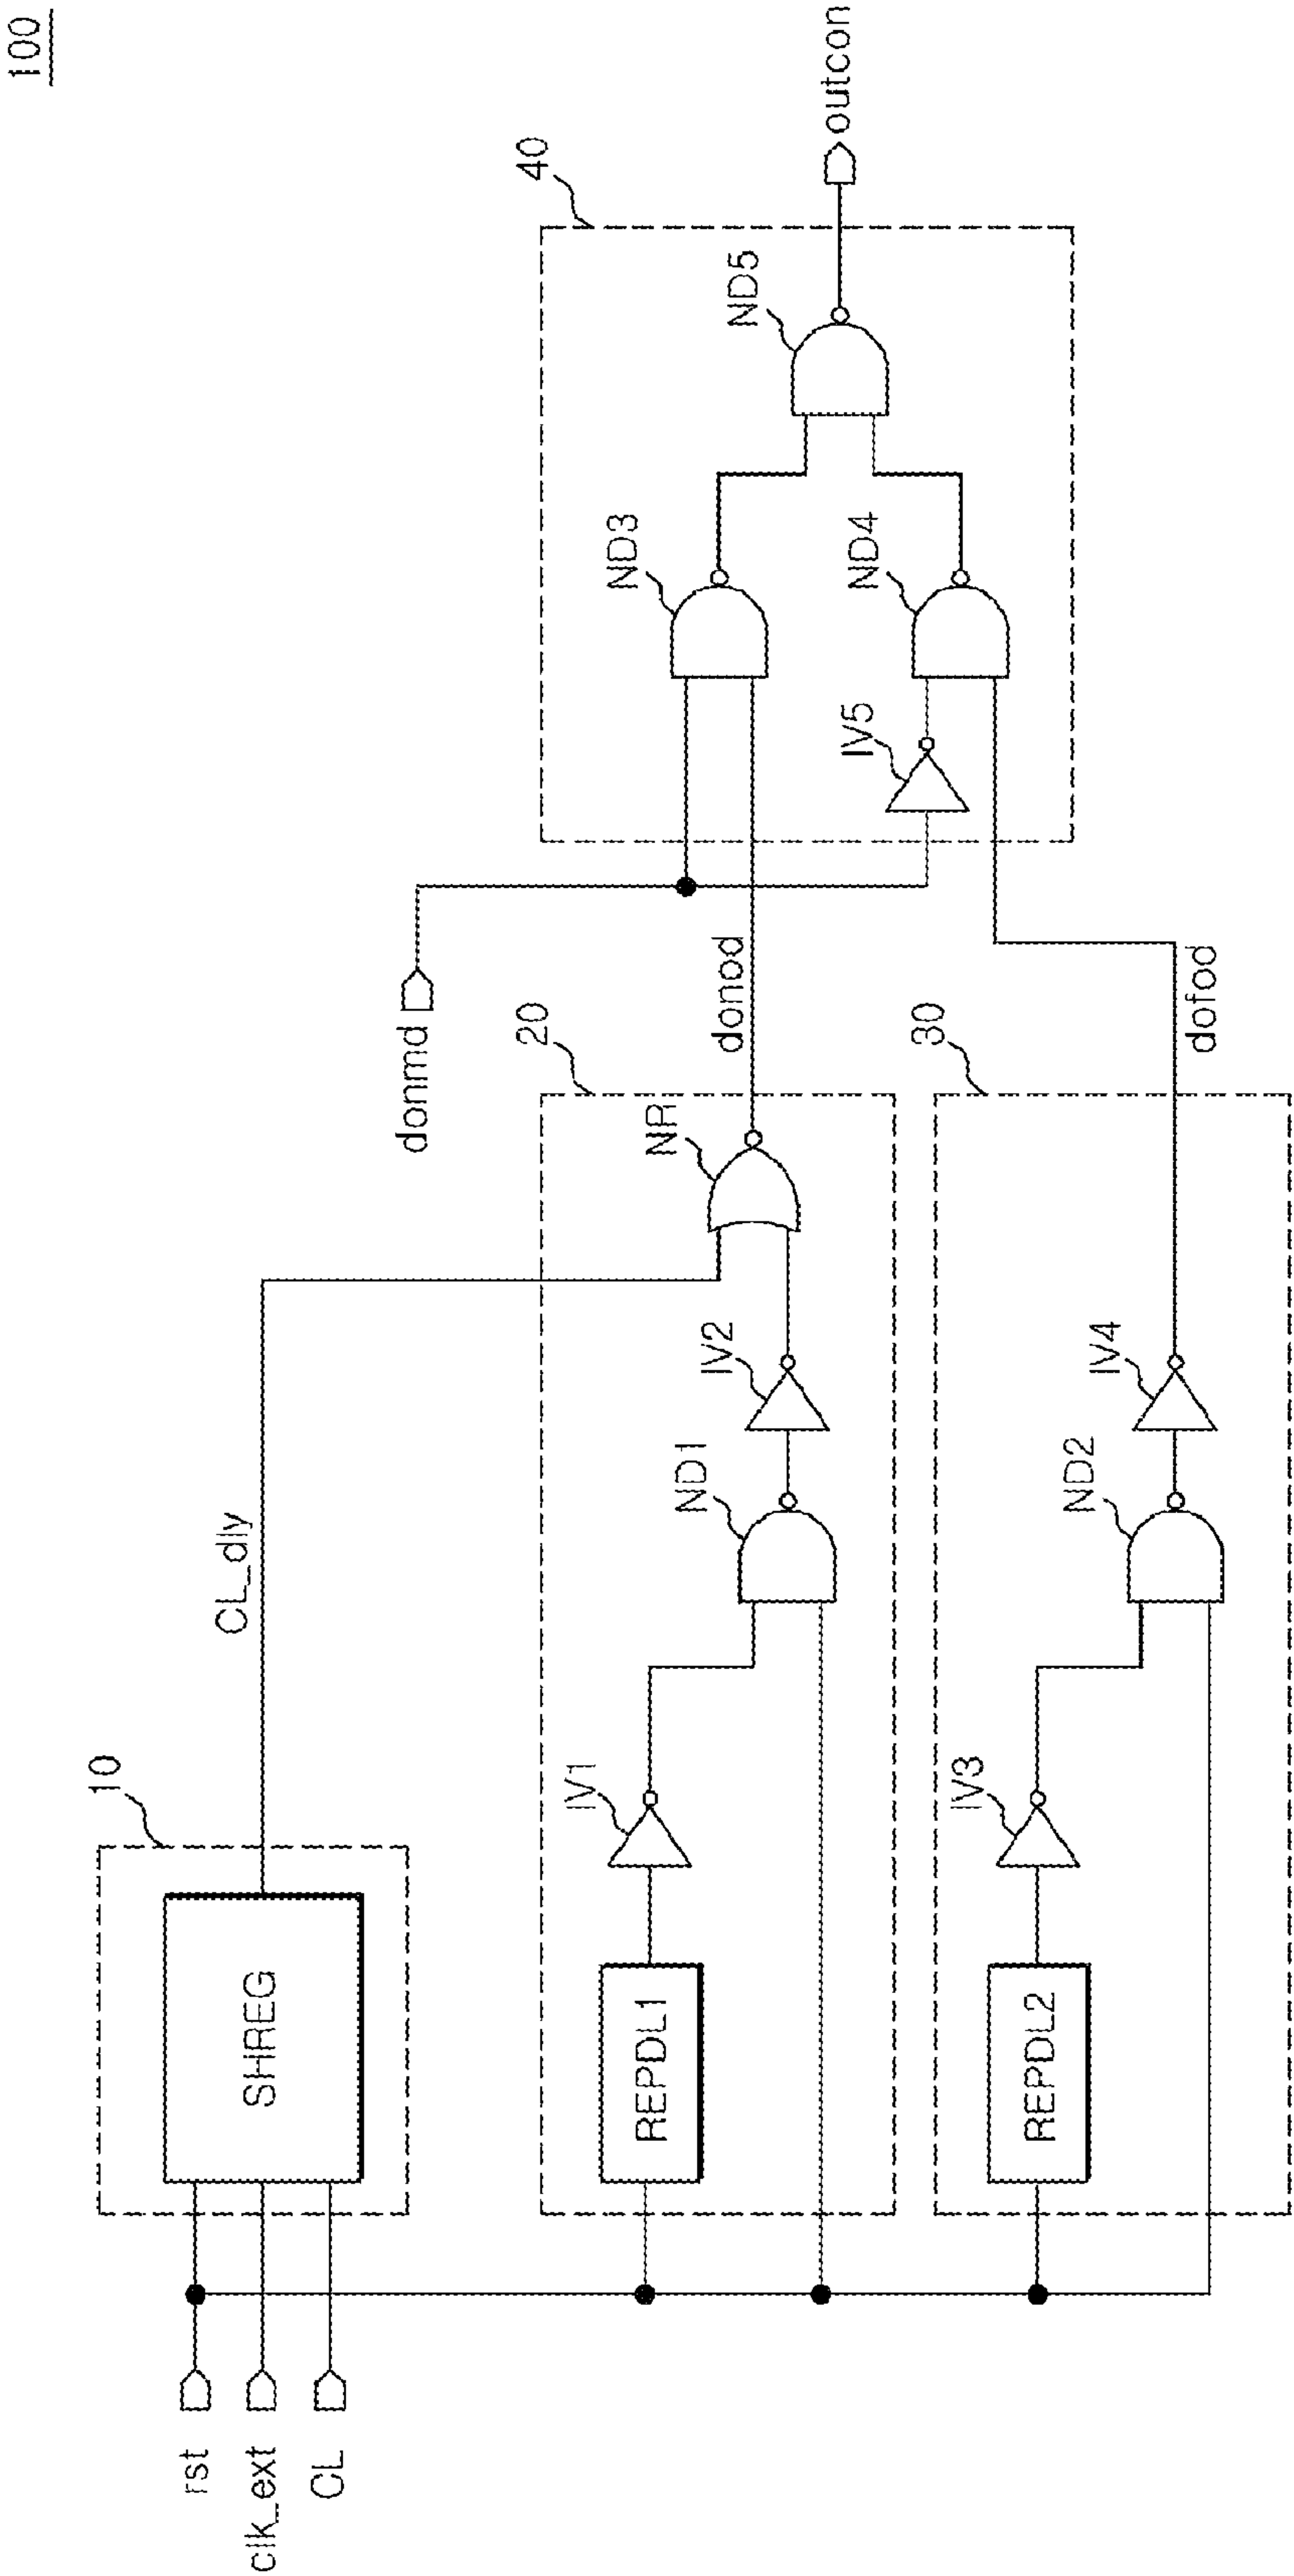 100
10
SHREG
rst
clk_ext
CL
CL_dly
20
REPDL1
IV1
ND1
IV2
NR
donod
donmd
30
REPDL2
IV3
ND2
IV4
dofod
40
ND3
IV5
ND4
ND5
outcon